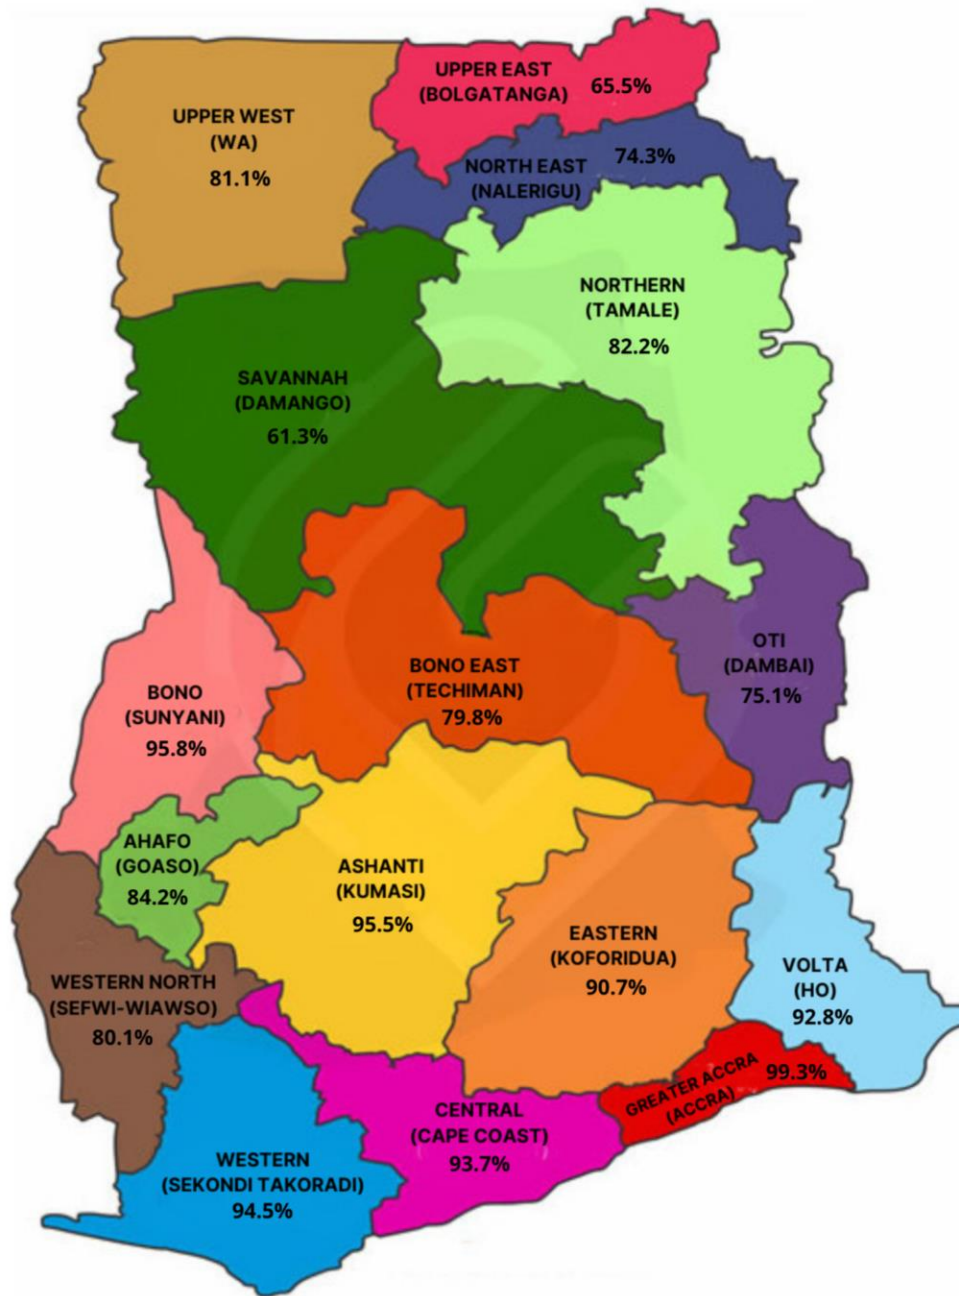 UPPER EAST
(BOLGATANGA)
65.5%
UPPER WEST
(WA)
81.1%
NORTH EAST
(NALERIGU)
74.3%
NORTHERN
(TAMALE)
82.2%
SAVANNAH
(DAMANGO)
61.3%
OTI
(DAMBAI)
75.1%
BONO EAST
(TECHIMAN)
79.8%
BONO
(SUNYANI)
95.8%
AHAFO
(GOASO)
84.2%
ASHANTI
(KUMASI)
95.5%
EASTERN
(KOFORIDUA)
90.7%
VOLTA
(HO)
92.8%
WESTERN NORTH
(SEFWI-WIAWSO)
80.1%
GREATER ACCRA
(ACCRA)
99.3%
CENTRAL
(CAPE COAST)
93.7%
WESTERN
(SEKONDI TAKORADI)
94.5%